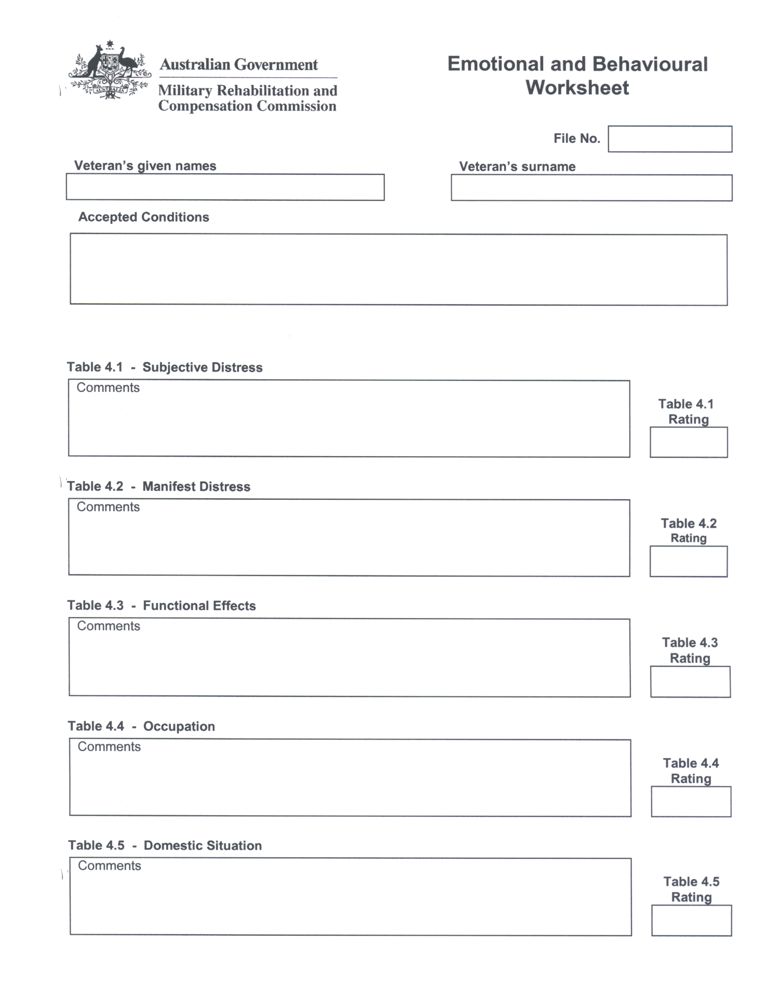 Australian Government
Military Rehabilitation and
Compensation Commission
AUSTRALIA
Emotional and Behavioural
Worksheet
File No.
Veteran's given names
Veteran's surname
Accepted Conditions
Table 4.1 - Subjective Distress
Comments
Table 4.1
Rating
Table 4.2 - Manifest Distress
Comments
Table 4.2
Rating
Table 4.3 - Functional Effects
Comments
Table 4.3
Rating
Table 4.4 - Occupation
Comments
Table 4.4
Rating
Table 4.5 - Domestic Situation
Comments
Table 4.5
Rating